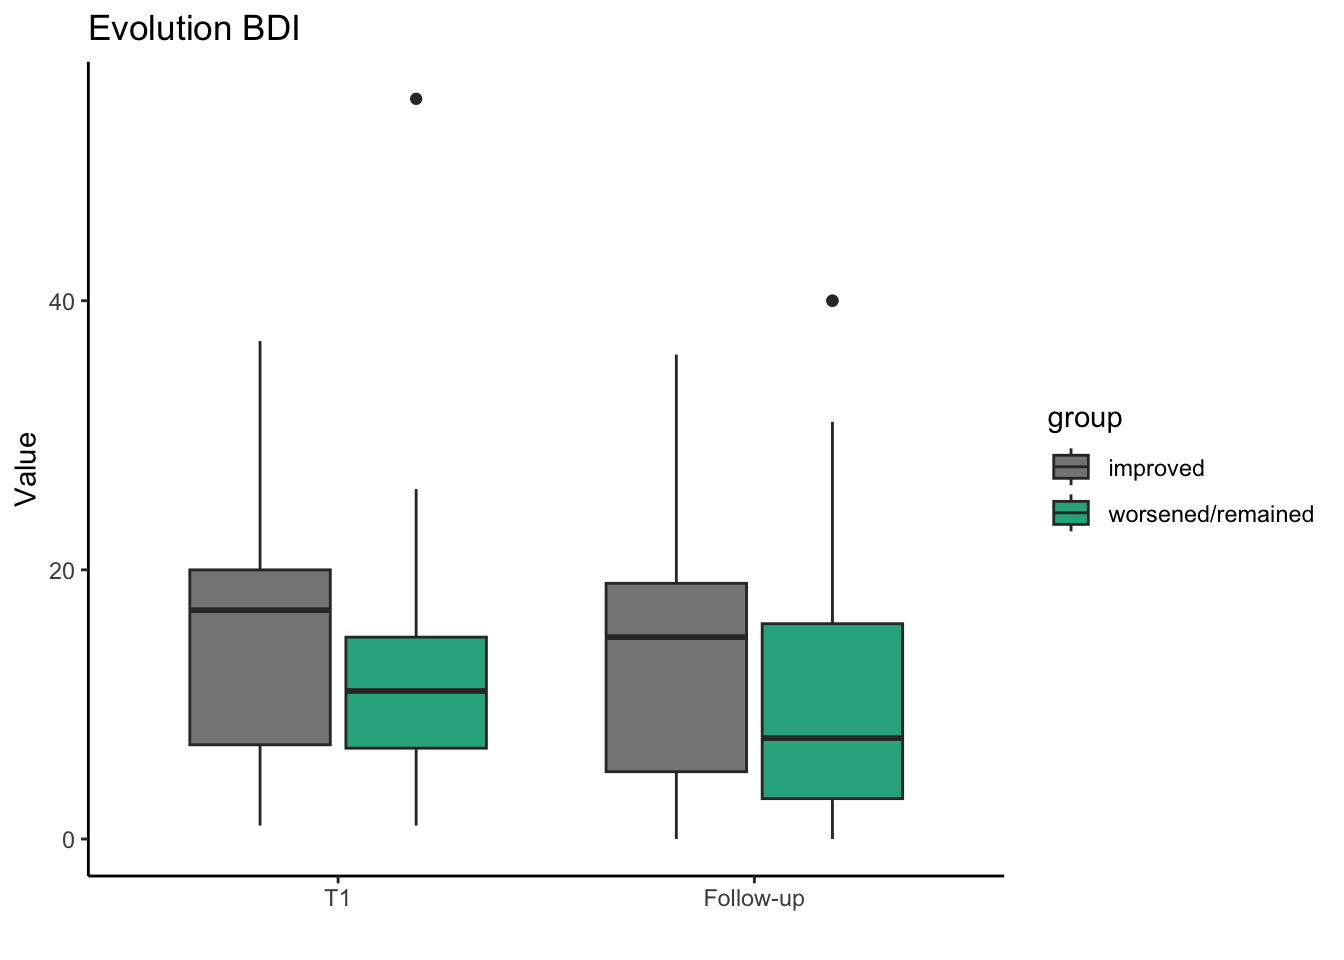 Evolution BDI
Value
40
20
0
T1
Follow-up
group
improved
worsened/remained